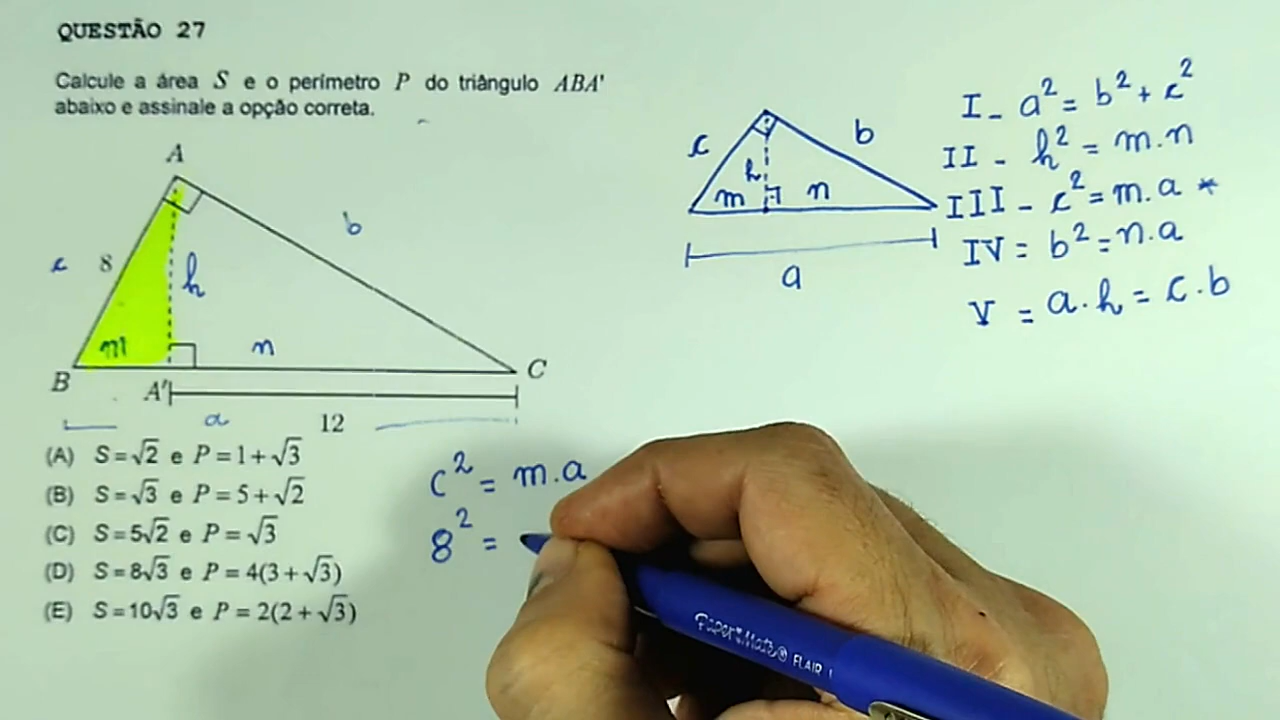 QUESTÃO 27
Calcule a área S e o perímetro P do triângulo ABA'
abaixo e assinale a opção correta.
A
b
c 8
h
m n
B A' C
a 12
(A) S=√2 e P=1+√3
(B) S=√3 e P=5+√2
(C) S=5√2 e P=√3
(D) S=8√3 e P=4(3+√3)
(E) S=10√3 e P=2(2+√3)
c b
h
m n
a
I - a² = b² + c²
II - h² = m.n
III - c² = m.a *
IV = b² = n.a
V = a.h = c.b
c² = m.a
8² =
PaperMate® FLAIR